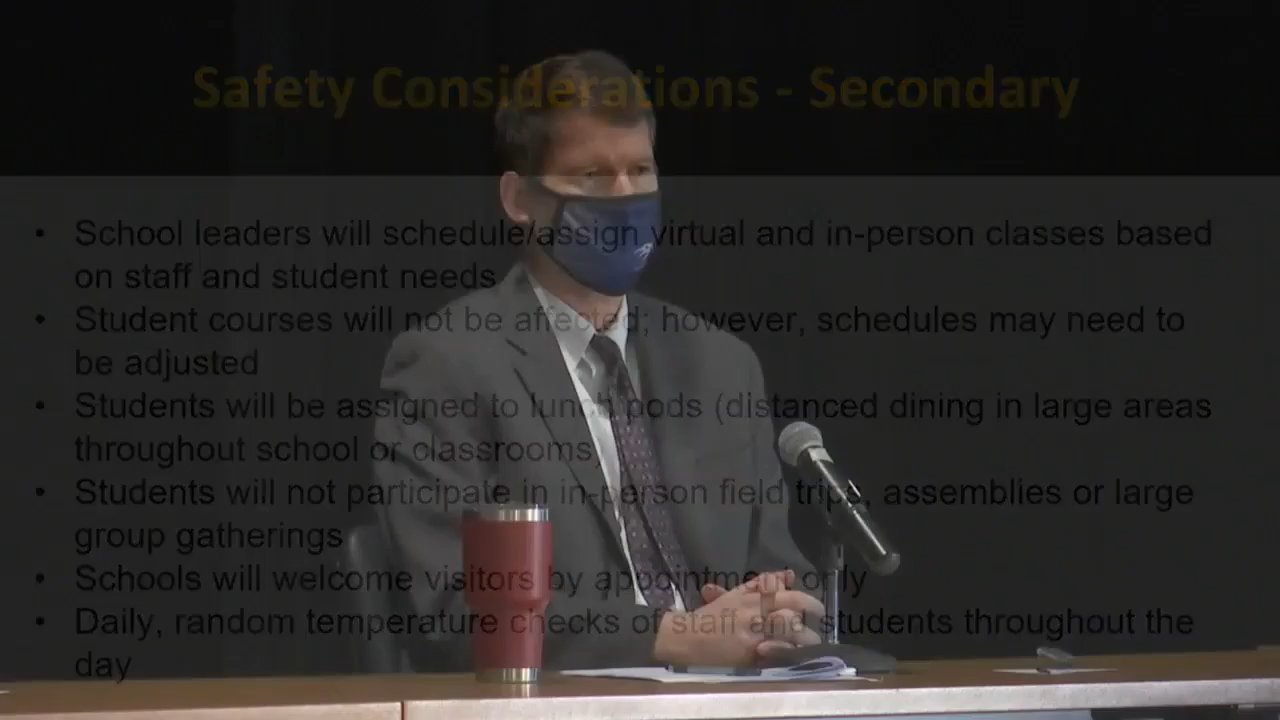 Safety Considerations - Secondary
• School leaders will schedule/assign virtual and in-person classes based
on staff and student needs
• Student courses will not be affected; however, schedules may need to
be adjusted
• Students will be assigned to lunch pods (distanced dining in large areas
throughout school or classrooms)
• Students will not participate in in-person field trips, assemblies or large
group gatherings
• Schools will welcome visitors by appointment only
• Daily, random temperature checks of staff and students throughout the
day